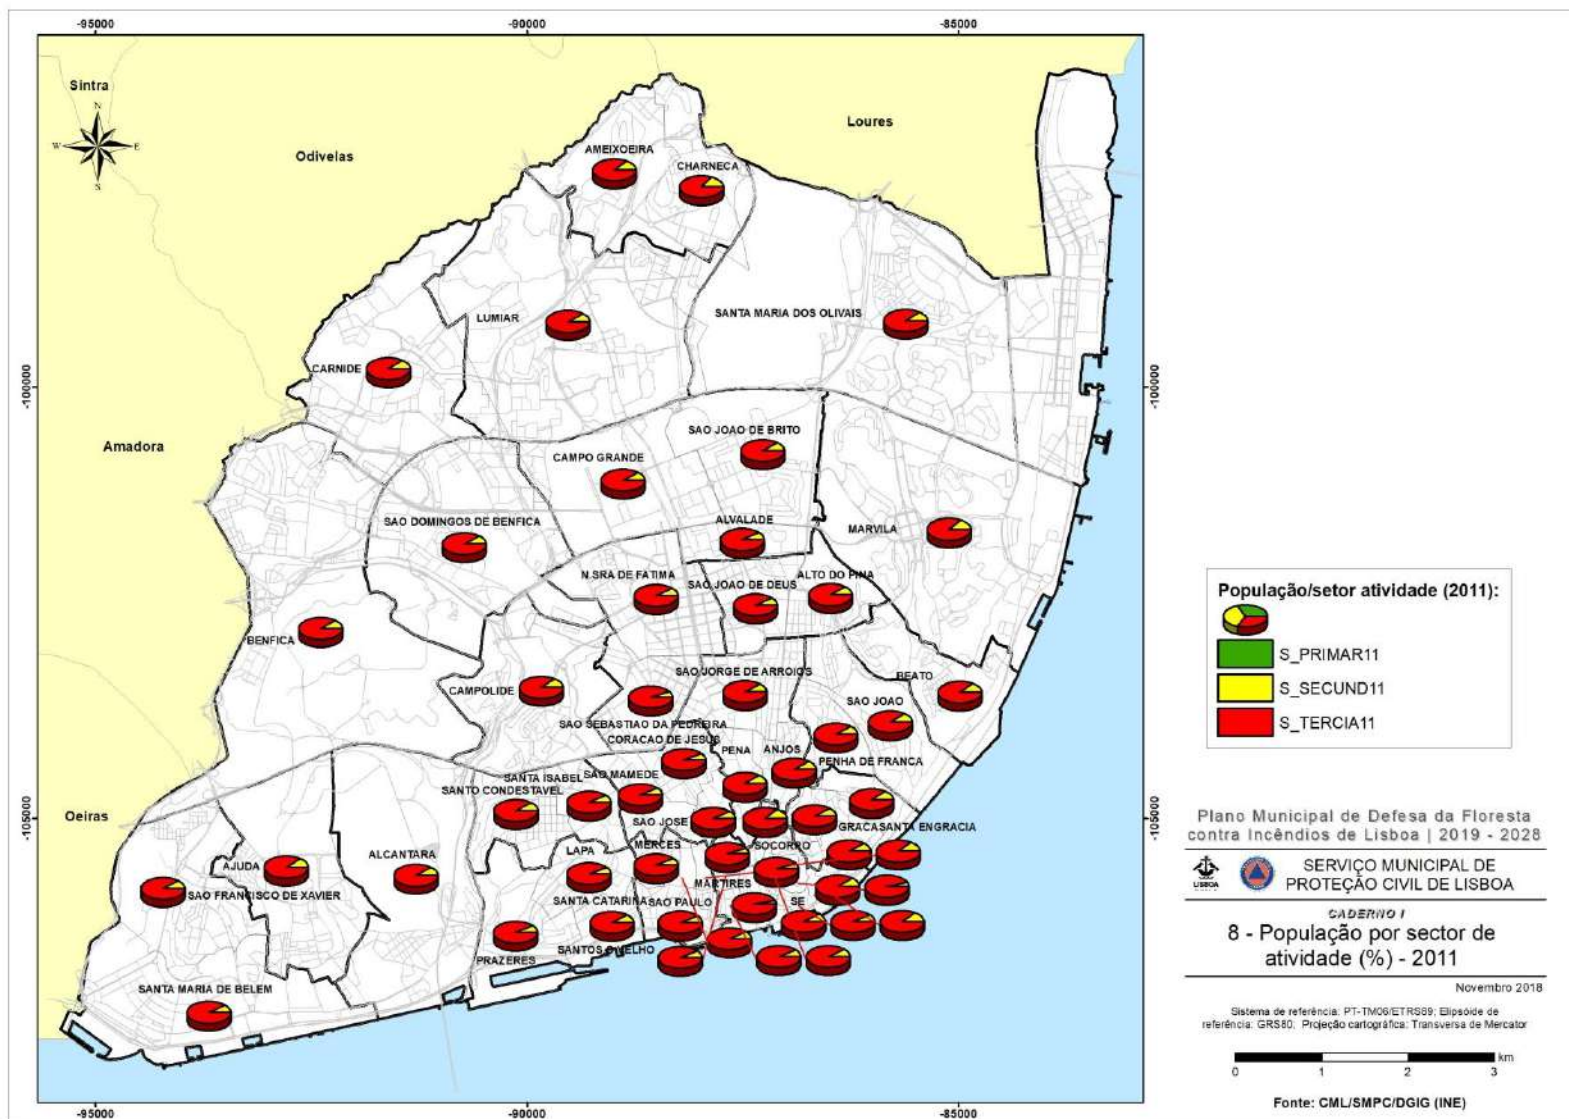 -95000
-90000
-85000
Sintra
N
W E
S
Odivelas
Loures
AMEIXOEIRA
CHARNECA
LUMIAR
SANTA MARIA DOS OLIVAIS
CARNIDE
-100000
-100000
Amadora
SAO JOAO DE BRITO
CAMPO GRANDE
SAO DOMINGOS DE BENFICA
ALVALADE
MARVILA
N.SRA DE FATIMA
SAO JOAO DE DEUS
ALTO DO PINA
BENFICA
CAMPOLIDE
SAO JORGE DE ARROIOS
BEATO
SAO JOAO
SAO SEBASTIAO DA PEDREIRA
CORACAO DE JESUS
PENA
ANJOS
PENHA DE FRANCA
SANTA ISABEL
SAO MAMEDE
SANTO CONDESTAVEL
-105000
-105000
Oeiras
SAO JOSE
GRACA
SANTA ENGRACIA
LAPA
MERCES
SOCORRO
AJUDA
ALCANTARA
MARTIRES
SAO FRANCISCO DE XAVIER
SANTA CATARINA
SAO PAULO
SE
PRAZERES
SANTOS O VELHO
SANTA MARIA DE BELEM
-95000
-90000
-85000
População/setor atividade (2011):
S_PRIMAR11
S_SECUND11
S_TERCIA11
Plano Municipal de Defesa da Floresta
contra Incêndios de Lisboa | 2019 - 2028
LISBOA
SERVIÇO MUNICIPAL DE
PROTEÇÃO CIVIL DE LISBOA
CADERNO I
8 - População por sector de
atividade (%) - 2011
Novembro 2018
Sistema de referência: PT-TM06/ETRS89; Elipsóide de
referência: GRS80; Projeção cartográfica: Transversa de Mercator
km
0 1 2 3
Fonte: CML/SMPC/DGIG (INE)